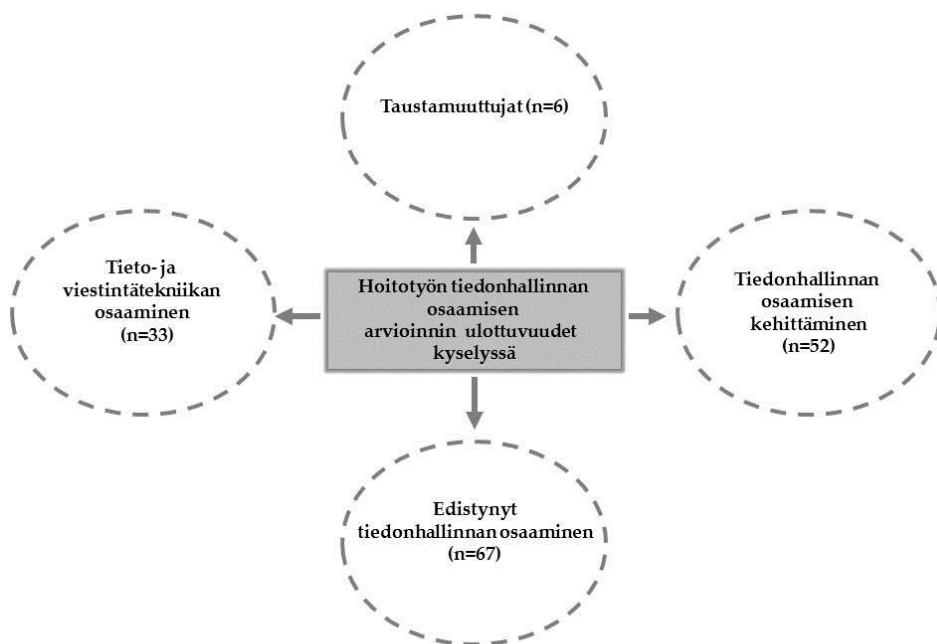 Taustamuuttujat (n=6)
Tieto- ja
viestintätekniikan
osaaminen
(n=33)
Hoitotyön tiedonhallinnan
osaamisen
arvioinnin ulottuvuudet
kyselyssä
Tiedonhallinnan
osaamisen
kehittäminen
(n=52)
Edistynyt
tiedonhallinnan osaaminen
(n=67)